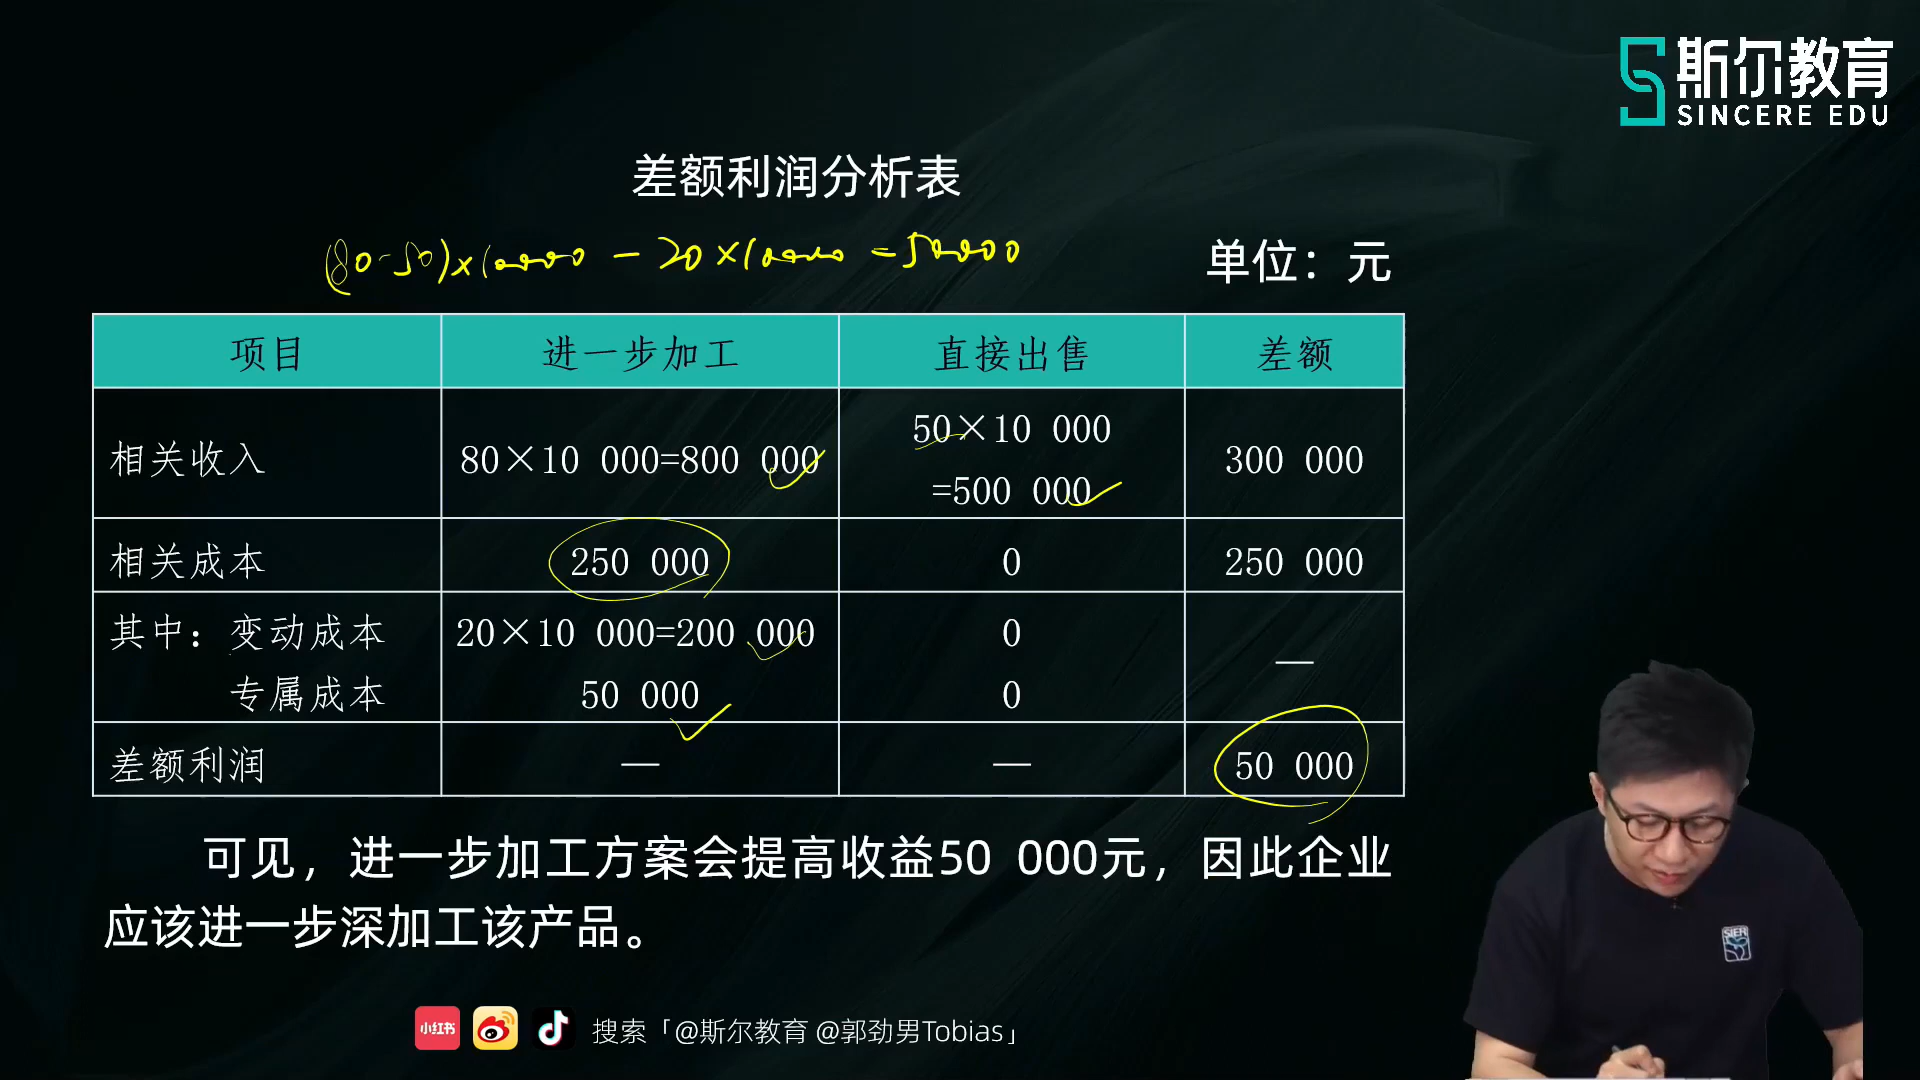 斯尔教育
SINCERE EDU
差额利润分析表
(80-50)×10000 - 20×10000 =50000
单位：元
项目 进一步加工 直接出售 差额
相关收入 80×10 000=800 000 50×10 000 300 000
=500 000
相关成本 250 000 0 250 000
其中：变动成本 20×10 000=200 000 0 —
专属成本 50 000 0
差额利润 — — 50 000
可见，进一步加工方案会提高收益50 000元，因此企业
应该进一步深加工该产品。
SIER
小红书 搜索「@斯尔教育 @郭劲男Tobias」